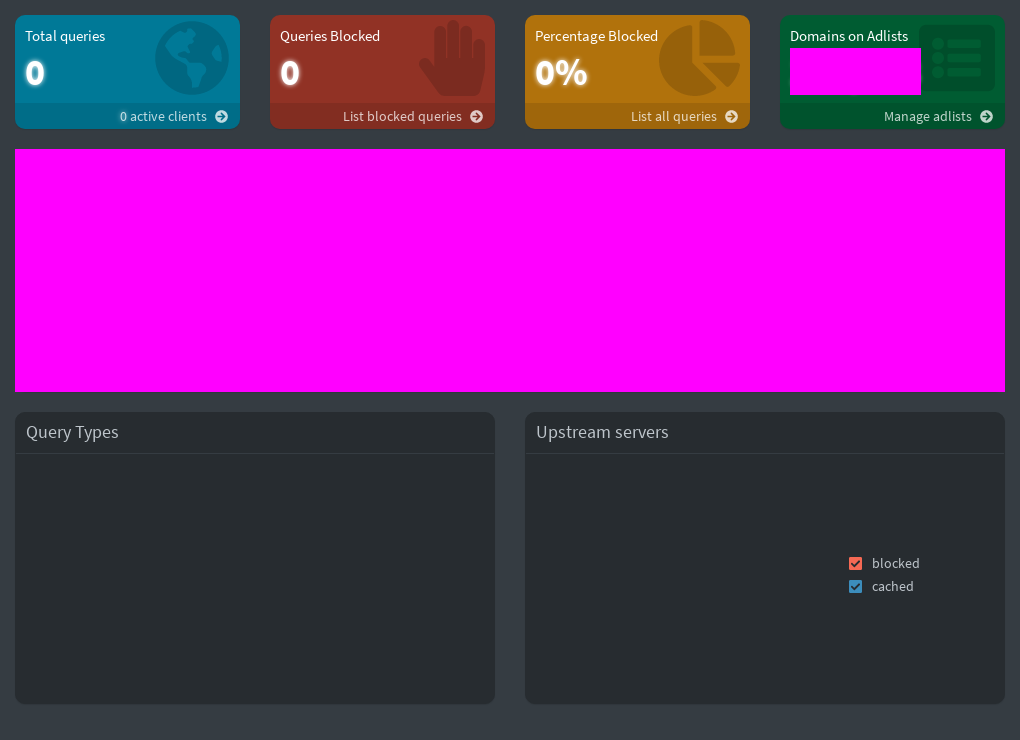 Total queries
0
0 active clients
Queries Blocked
0
List blocked queries
Percentage Blocked
0%
List all queries
Domains on Adlists
Manage adlists
Query Types
Upstream servers
blocked
cached